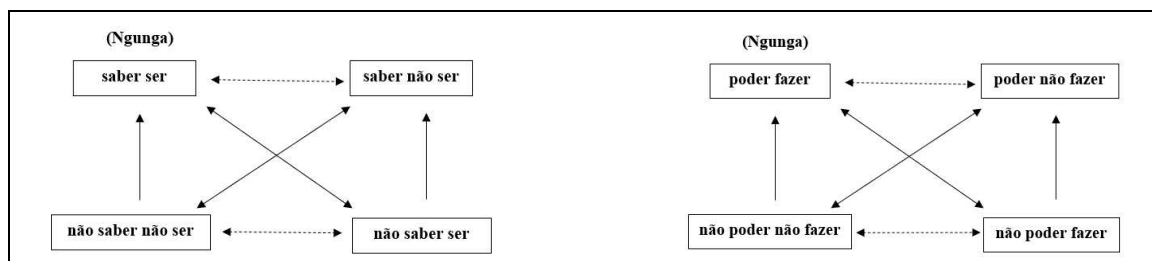 (Ngunga)
saber ser
saber não ser
não saber não ser
não saber ser
(Ngunga)
poder fazer
poder não fazer
não poder não fazer
não poder fazer